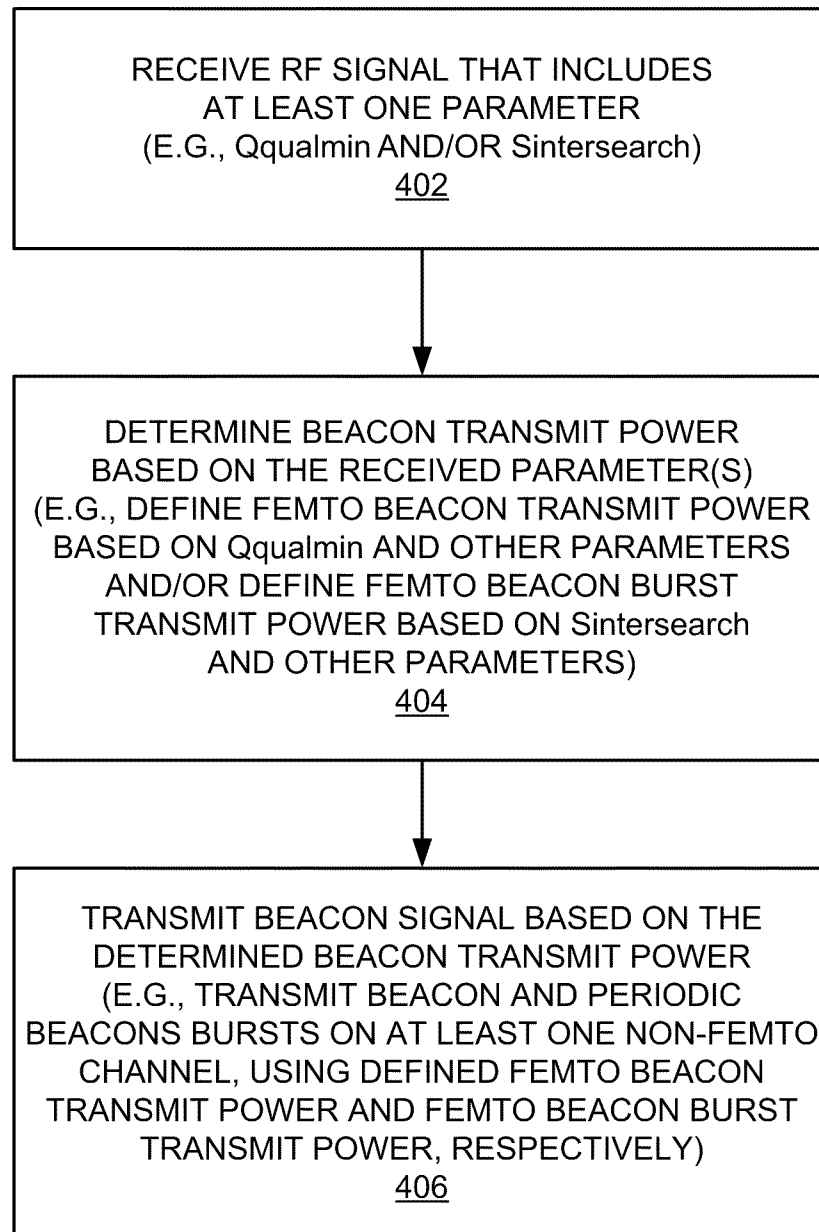 RECEIVE RF SIGNAL THAT INCLUDES
AT LEAST ONE PARAMETER
(E.G., Qqualmin AND/OR Sintersearch)
402
DETERMINE BEACON TRANSMIT POWER
BASED ON THE RECEIVED PARAMETER(S)
(E.G., DEFINE FEMTO BEACON TRANSMIT POWER
BASED ON Qqualmin AND OTHER PARAMETERS
AND/OR DEFINE FEMTO BEACON BURST
TRANSMIT POWER BASED ON Sintersearch
AND OTHER PARAMETERS)
404
TRANSMIT BEACON SIGNAL BASED ON THE
DETERMINED BEACON TRANSMIT POWER
(E.G., TRANSMIT BEACON AND PERIODIC
BEACONS BURSTS ON AT LEAST ONE NON-FEMTO
CHANNEL, USING DEFINED FEMTO BEACON
TRANSMIT POWER AND FEMTO BEACON BURST
TRANSMIT POWER, RESPECTIVELY)
406